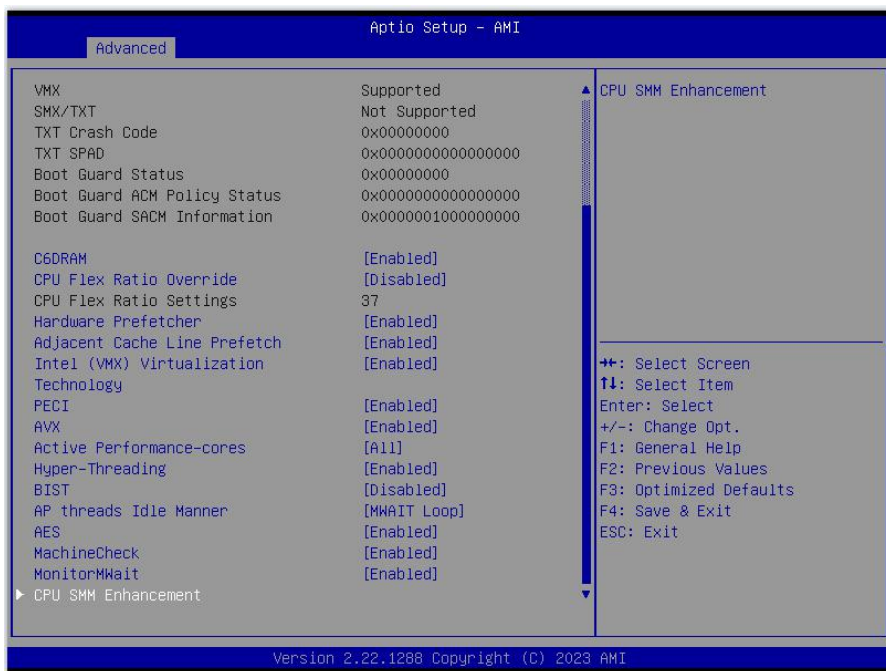 Aptio Setup – AMI
Advanced
VMX Supported
SMX/TXT Not Supported
TXT Crash Code 0x00000000
TXT SPAD 0x0000000000000000
Boot Guard Status 0x00000000
Boot Guard ACM Policy Status 0x0000000000000000
Boot Guard SACM Information 0x0000001000000000
C6DRAM [Enabled]
CPU Flex Ratio Override [Disabled]
CPU Flex Ratio Settings 37
Hardware Prefetcher [Enabled]
Adjacent Cache Line Prefetch [Enabled]
Intel (VMX) Virtualization [Enabled]
Technology
PECI [Enabled]
AVX [Enabled]
Active Performance-cores [All]
Hyper-Threading [Enabled]
BIST [Disabled]
AP threads Idle Manner [MWAIT Loop]
AES [Enabled]
MachineCheck [Enabled]
MonitorMWait [Enabled]
CPU SMM Enhancement
CPU SMM Enhancement
→←: Select Screen
↑↓: Select Item
Enter: Select
+/-: Change Opt.
F1: General Help
F2: Previous Values
F3: Optimized Defaults
F4: Save & Exit
ESC: Exit
Version 2.22.1288 Copyright (C) 2023 AMI